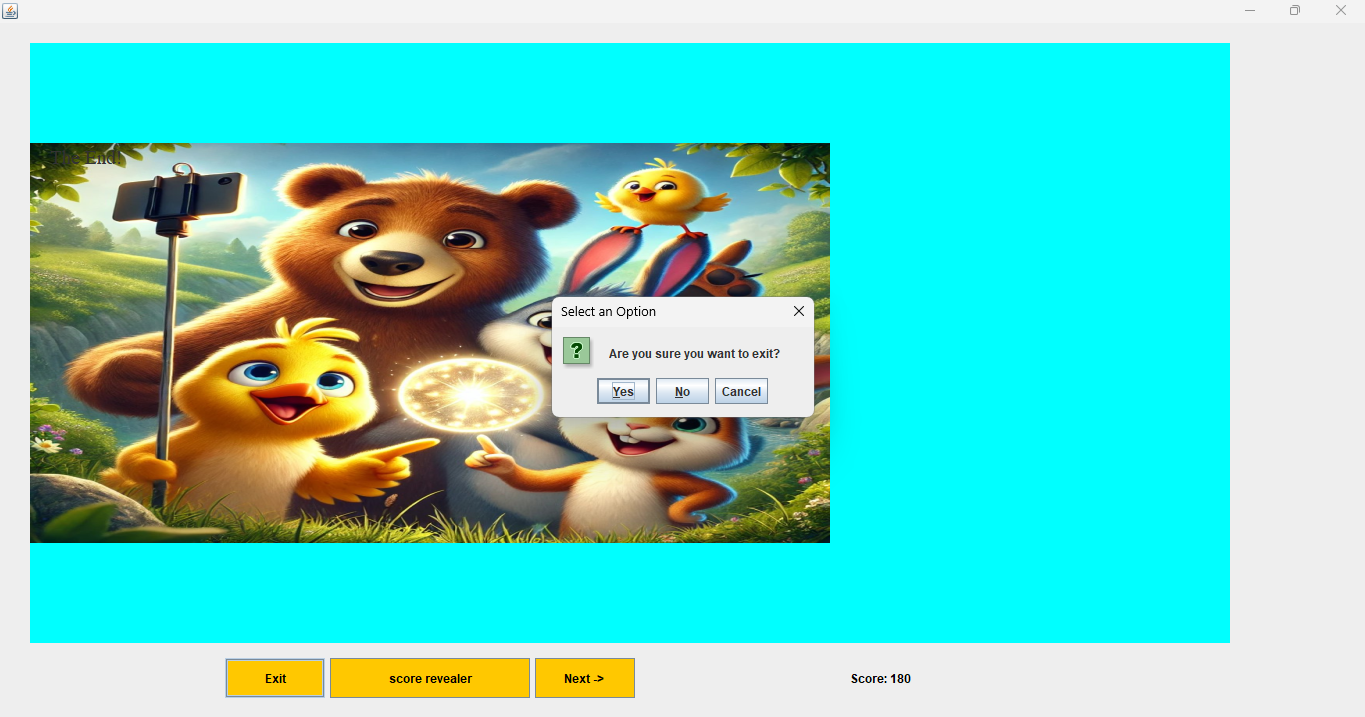 The End!
Select an Option
?
Are you sure you want to exit?
Yes No Cancel
Exit score revealer Next -> Score: 180